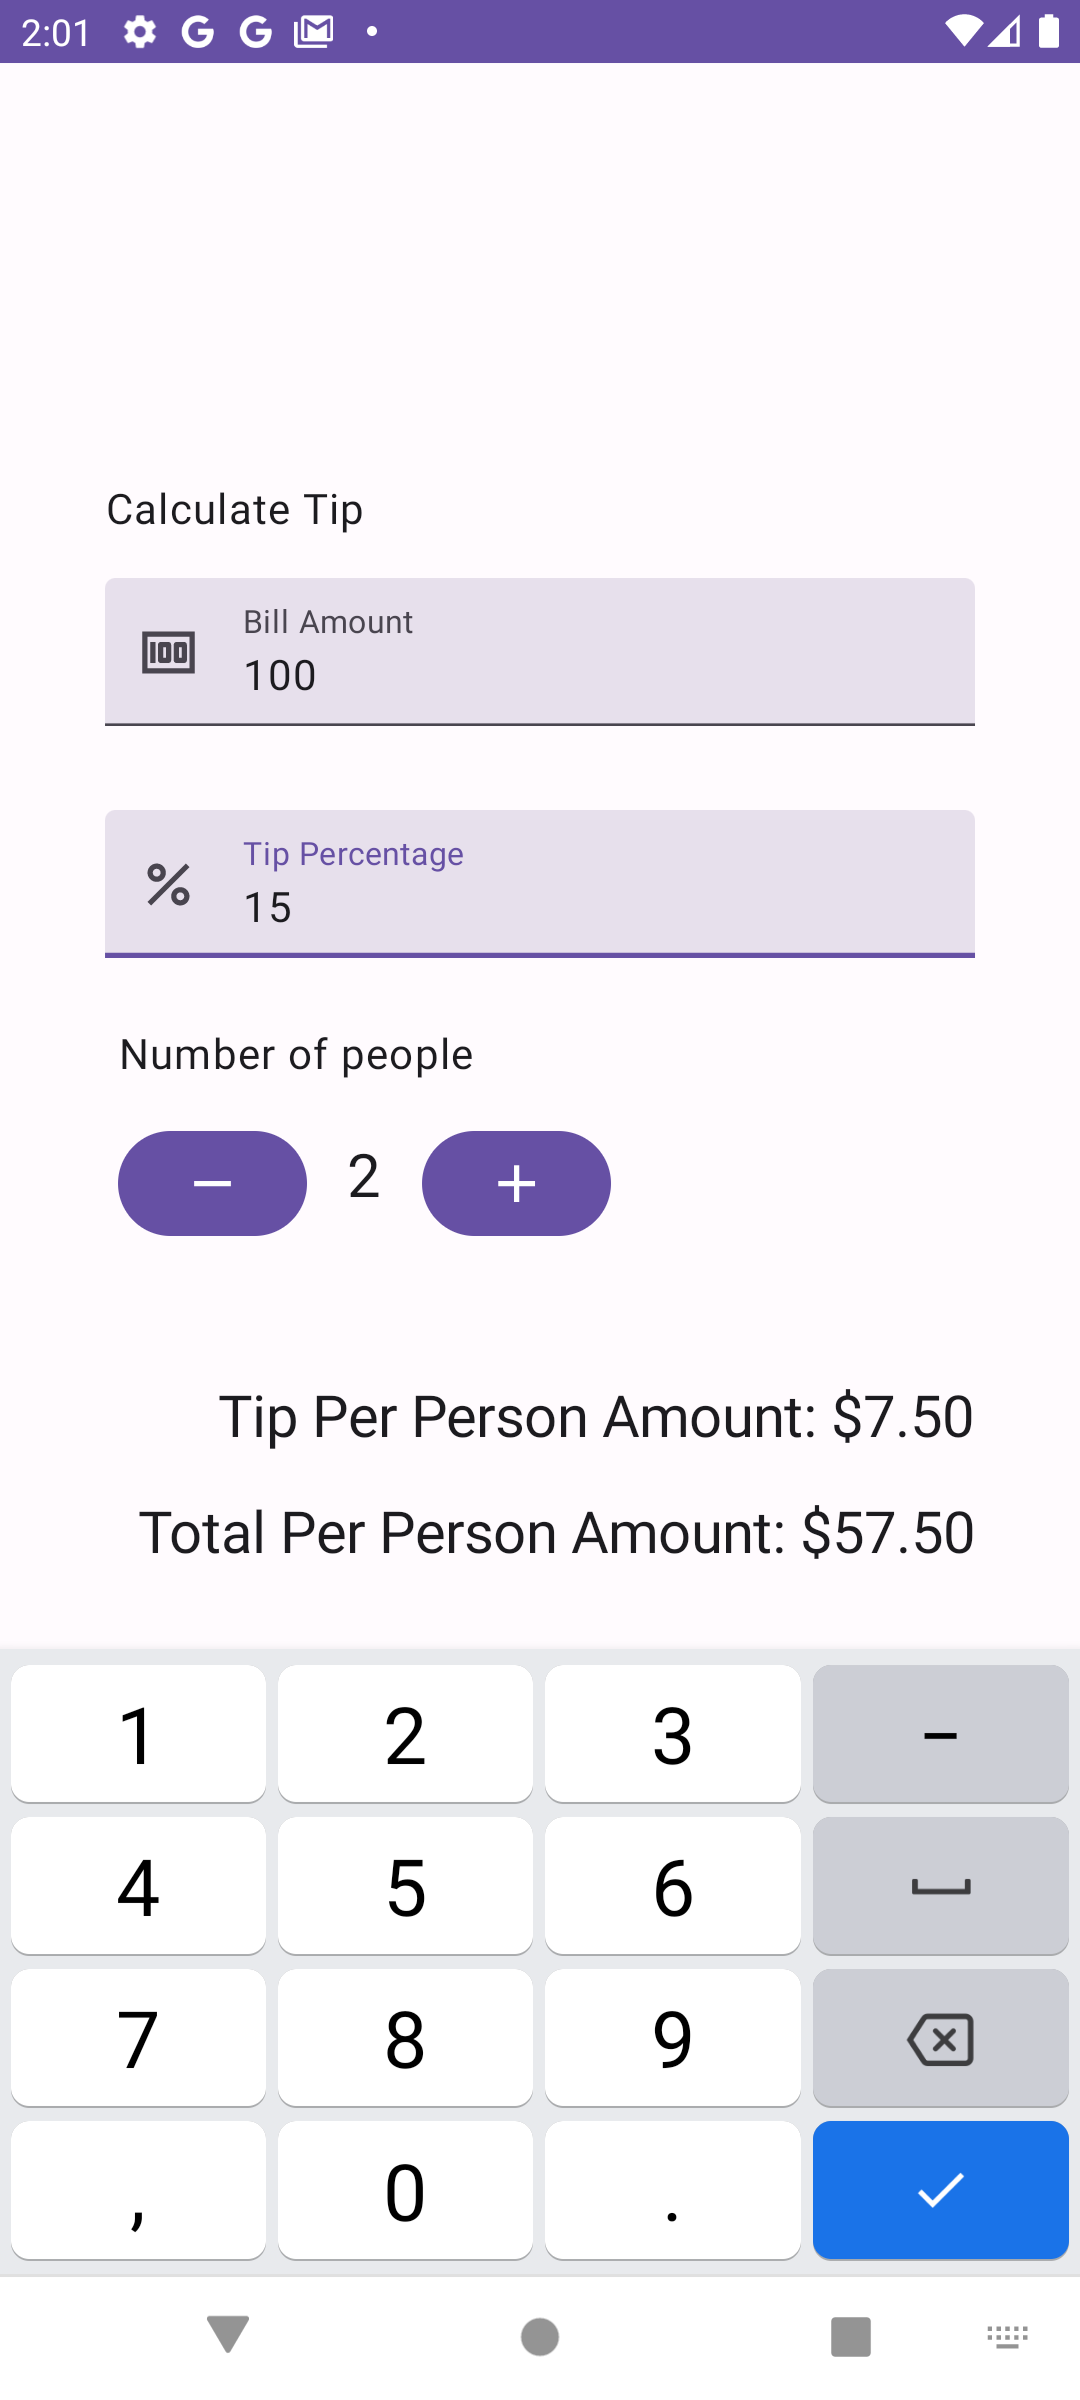 2:01
Calculate Tip
Bill Amount
100
Tip Percentage
15
Number of people
− 2 +
Tip Per Person Amount: $7.50
Total Per Person Amount: $57.50
1 2 3 −
4 5 6
7 8 9
, 0 .